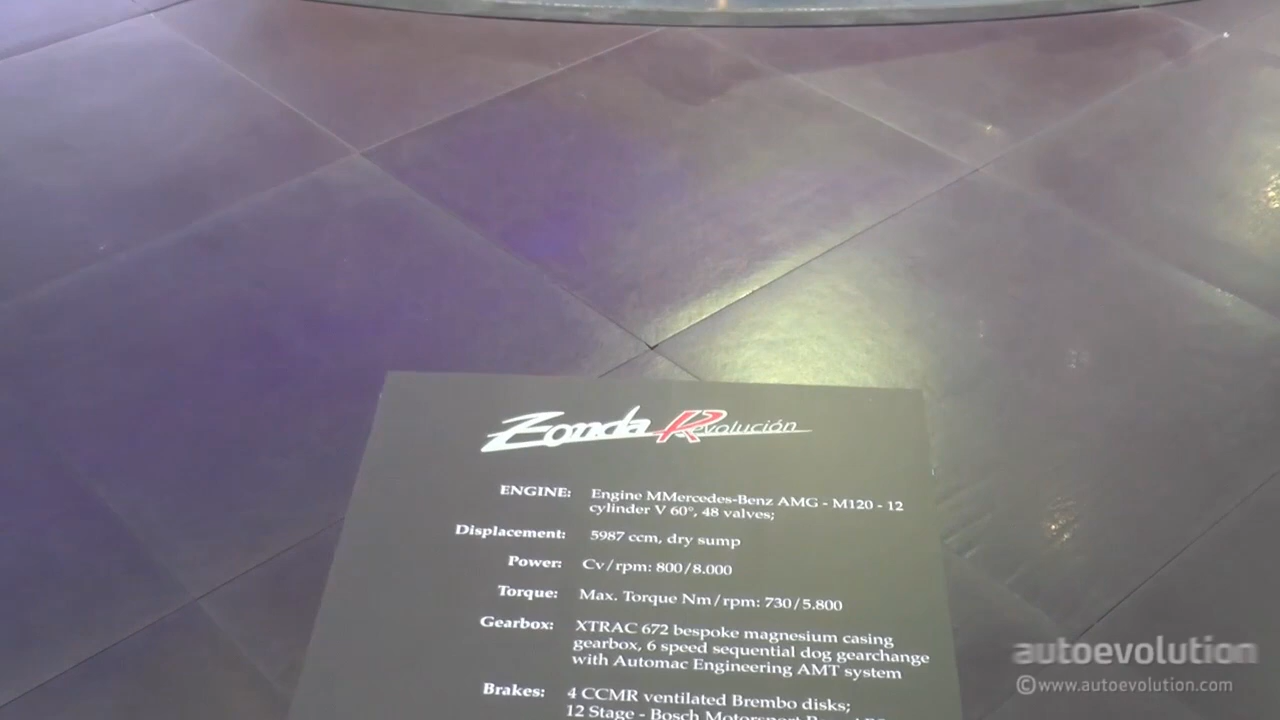 Zonda Revolución
ENGINE: Engine MMercedes-Benz AMG - M120 - 12
cylinder V 60°, 48 valves;
Displacement: 5987 ccm, dry sump
Power: Cv/rpm: 800/8.000
Torque: Max. Torque Nm/rpm: 730/5.800
Gearbox: XTRAC 672 bespoke magnesium casing
gearbox, 6 speed sequential dog gearchange
with Automac Engineering AMT system
Brakes: 4 CCMR ventilated Brembo disks;
12 Stage - Bosch Motorsport
autoevolution
©www.autoevolution.com